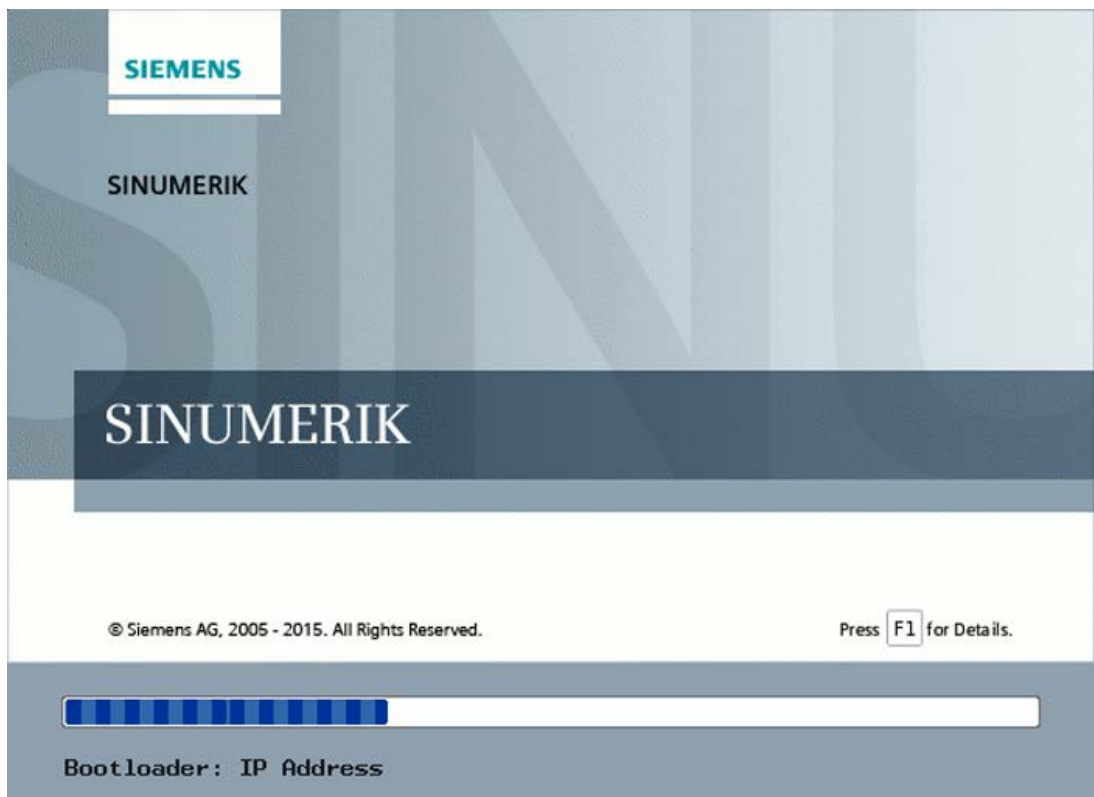 SIEMENS
SINUMERIK
SINUMERIK
© Siemens AG, 2005 - 2015. All Rights Reserved.
Press F1 for Details.
Bootloader: IP Address